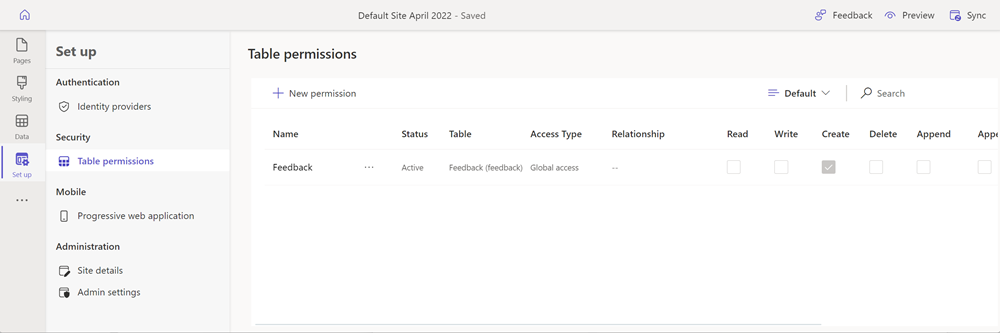 Default Site April 2022 - Saved
Feedback
Preview
Sync
Pages
Styling
Data
Set up
Set up
Authentication
Identity providers
Security
Table permissions
Mobile
Progressive web application
Administration
Site details
Admin settings
Table permissions
New permission
Default
Search
Name Status Table Access Type Relationship Read Write Create Delete Append Appe
Feedback ... Active Feedback (feedback) Global access --